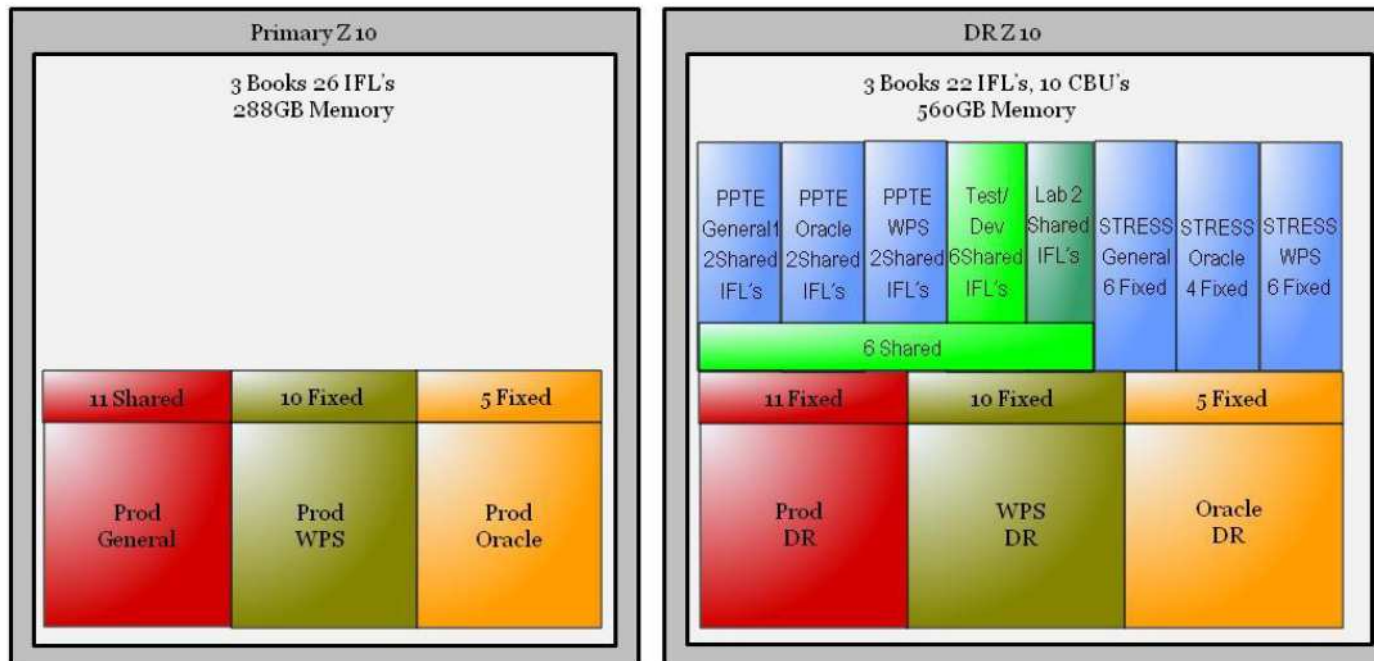 Primary Z 10
3 Books 26 IFL's
288GB Memory
11 Shared
10 Fixed
5 Fixed
Prod
General
Prod
WPS
Prod
Oracle
DR Z 10
3 Books 22 IFL's, 10 CBU's
560GB Memory
PPTE
General1
2Shared
IFL's
PPTE
Oracle
2Shared
IFL's
PPTE
WPS
2Shared
IFL's
Test/
Dev
6Shared
IFL's
Lab 2
Shared
IFL's
STRESS
General
6 Fixed
STRESS
Oracle
4 Fixed
STRESS
WPS
6 Fixed
6 Shared
11 Fixed
10 Fixed
5 Fixed
Prod
DR
WPS
DR
Oracle
DR